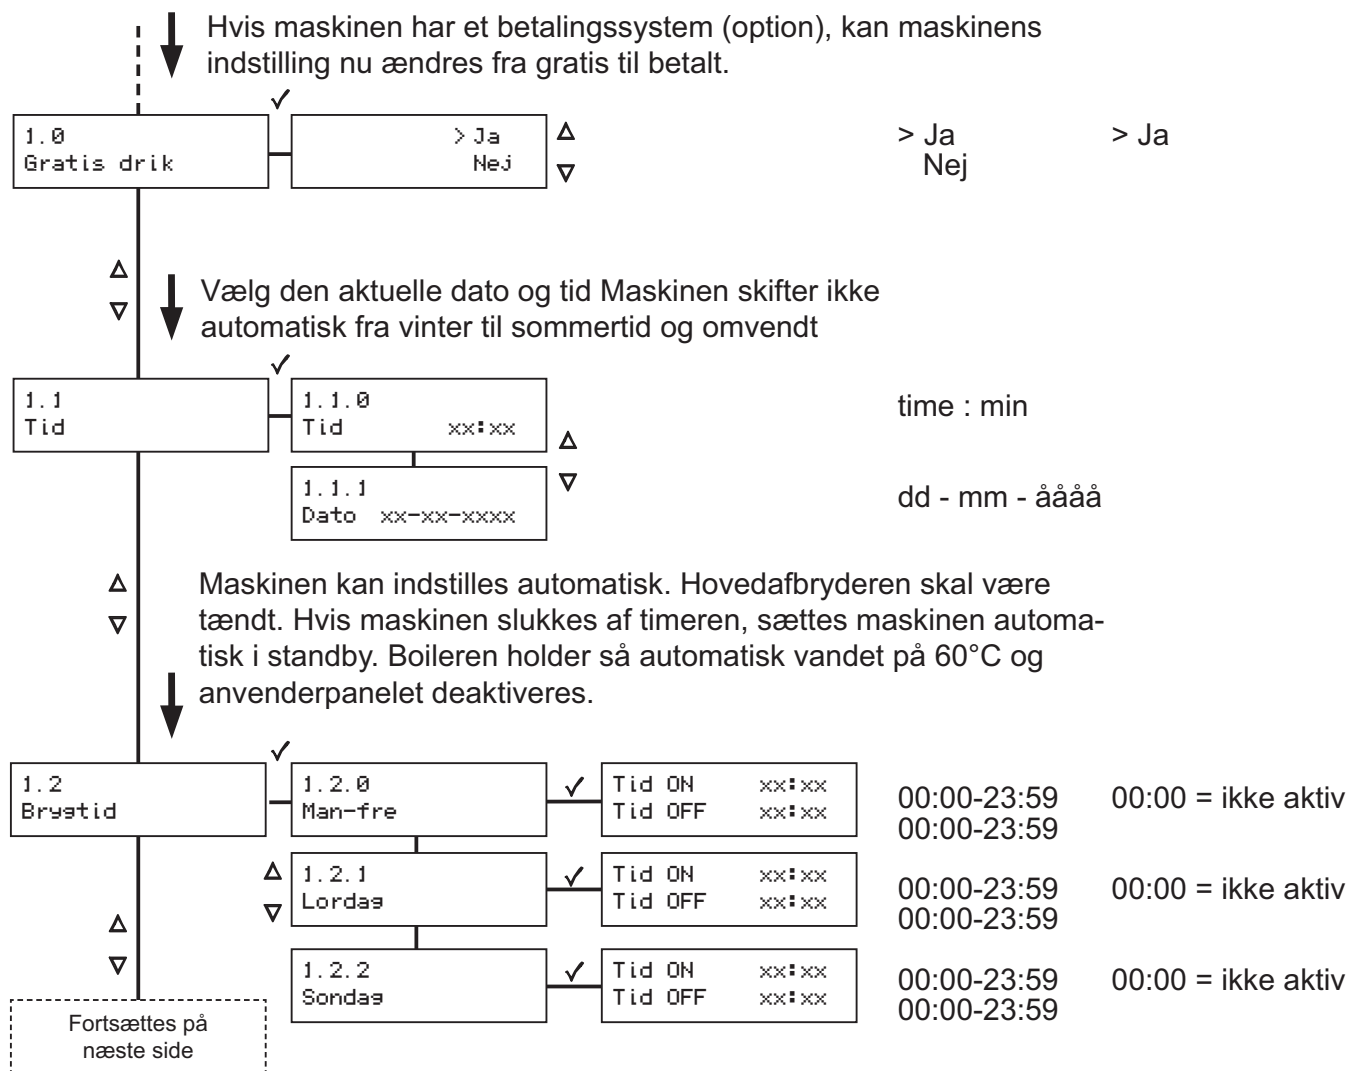 Hvis maskinen har et betalingssystem (option), kan maskinens
indstilling nu ændres fra gratis til betalt.
1.0
Gratis drik
> Ja
Nej
> Ja
Nej
> Ja
Vælg den aktuelle dato og tid Maskinen skifter ikke
automatisk fra vinter til sommertid og omvendt
1.1
Tid
1.1.0
Tid xx:xx
time : min
1.1.1
Dato xx-xx-xxxx
dd - mm - åååå
Maskinen kan indstilles automatisk. Hovedafbryderen skal være
tændt. Hvis maskinen slukkes af timeren, sættes maskinen automa-
tisk i standby. Boileren holder så automatisk vandet på 60°C og
anvenderpanelet deaktiveres.
1.2
Brygtid
1.2.0
Man-fre
Tid ON xx:xx
Tid OFF xx:xx
00:00-23:59 00:00 = ikke aktiv
00:00-23:59
1.2.1
Lordag
Tid ON xx:xx
Tid OFF xx:xx
00:00-23:59 00:00 = ikke aktiv
00:00-23:59
1.2.2
Sondag
Tid ON xx:xx
Tid OFF xx:xx
00:00-23:59 00:00 = ikke aktiv
00:00-23:59
Fortsættes på
næste side